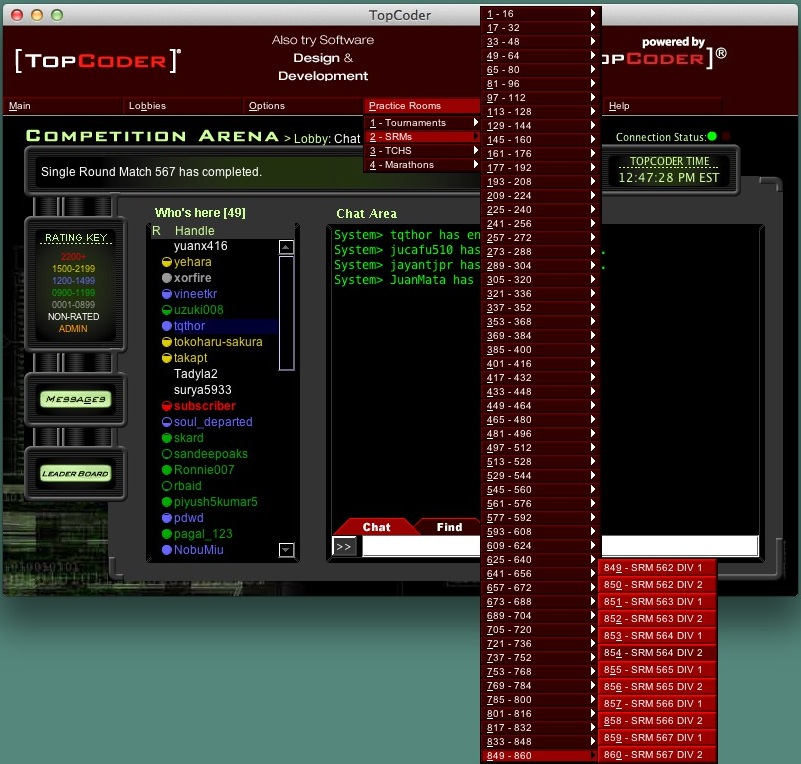 TopCoder
[TOPCODER]®
Also try Software
Design &
Development
powered by
OPCODER]®
Main
Lobbies
Options
Practice Rooms
Help
1 - Tournaments
2 - SRMs
3 - TCHS
4 - Marathons
COMPETITION ARENA > Lobby: Chat
Connection Status:
Single Round Match 567 has completed.
TOPCODER TIME
12:47:28 PM EST
RATING KEY
2200+
1500-2199
1200-1499
0900-1199
0001-0899
NON-RATED
ADMIN
MESSAGES
LEADER BOARD
Who's here [49]
R Handle
yuanx416
yehara
xorfire
vineetkr
uzuki008
tqthor
tokoharu-sakura
takapt
Tadyla2
surya5933
subscriber
soul_departed
skard
sandeepoaks
Ronnie007
rbaid
piyush5kumar5
pdwd
pagal_123
NobuMiu
Chat Area
System> tqthor has en
System> jucafu510 has
System> jayantjpr has
System> JuanMata has
Chat
Find
>>
1 - 16
17 - 32
33 - 48
49 - 64
65 - 80
81 - 96
97 - 112
113 - 128
129 - 144
145 - 160
161 - 176
177 - 192
193 - 208
209 - 224
225 - 240
241 - 256
257 - 272
273 - 288
289 - 304
305 - 320
321 - 336
337 - 352
353 - 368
369 - 384
385 - 400
401 - 416
417 - 432
433 - 448
449 - 464
465 - 480
481 - 496
497 - 512
513 - 528
529 - 544
545 - 560
561 - 576
577 - 592
593 - 608
609 - 624
625 - 640
641 - 656
657 - 672
673 - 688
689 - 704
705 - 720
721 - 736
737 - 752
753 - 768
769 - 784
785 - 800
801 - 816
817 - 832
833 - 848
849 - 860
849 - SRM 562 DIV 1
850 - SRM 562 DIV 2
851 - SRM 563 DIV 1
852 - SRM 563 DIV 2
853 - SRM 564 DIV 1
854 - SRM 564 DIV 2
855 - SRM 565 DIV 1
856 - SRM 565 DIV 2
857 - SRM 566 DIV 1
858 - SRM 566 DIV 2
859 - SRM 567 DIV 1
860 - SRM 567 DIV 2